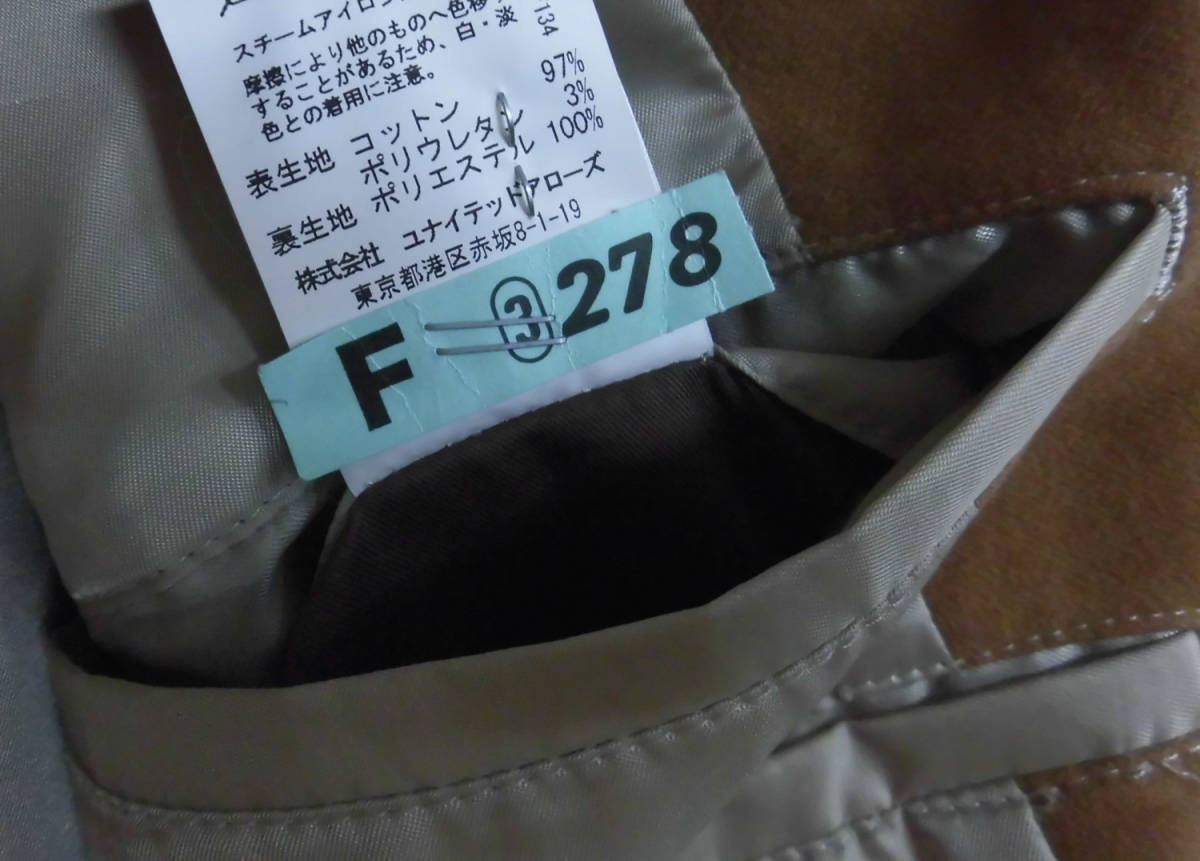 スチームアイロン
134
摩擦により他のものへ色移
することがあるため、白・淡
色との着用に注意。
表生地 コットン 97%
ポリウレタン 3%
裏生地 ポリエステル 100%
株式会社 ユナイテッドアローズ
東京都港区赤坂8-1-19
F ③278